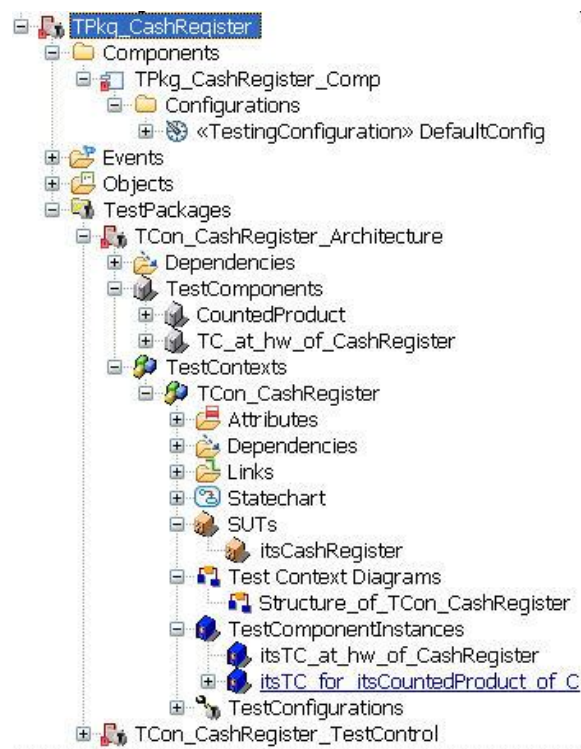 TPkg_CashRegister
Components
TPkg_CashRegister_Comp
Configurations
«TestingConfiguration» DefaultConfig
Events
Objects
TestPackages
TCon_CashRegister_Architecture
Dependencies
TestComponents
CountedProduct
TC_at_hw_of_CashRegister
TestContexts
TCon_CashRegister
Attributes
Dependencies
Links
Statechart
SUTs
itsCashRegister
Test Context Diagrams
Structure_of_TCon_CashRegister
TestComponentInstances
itsTC_at_hw_of_CashRegister
itsTC_for_itsCountedProduct_of_C
TestConfigurations
TCon_CashRegister_TestControl